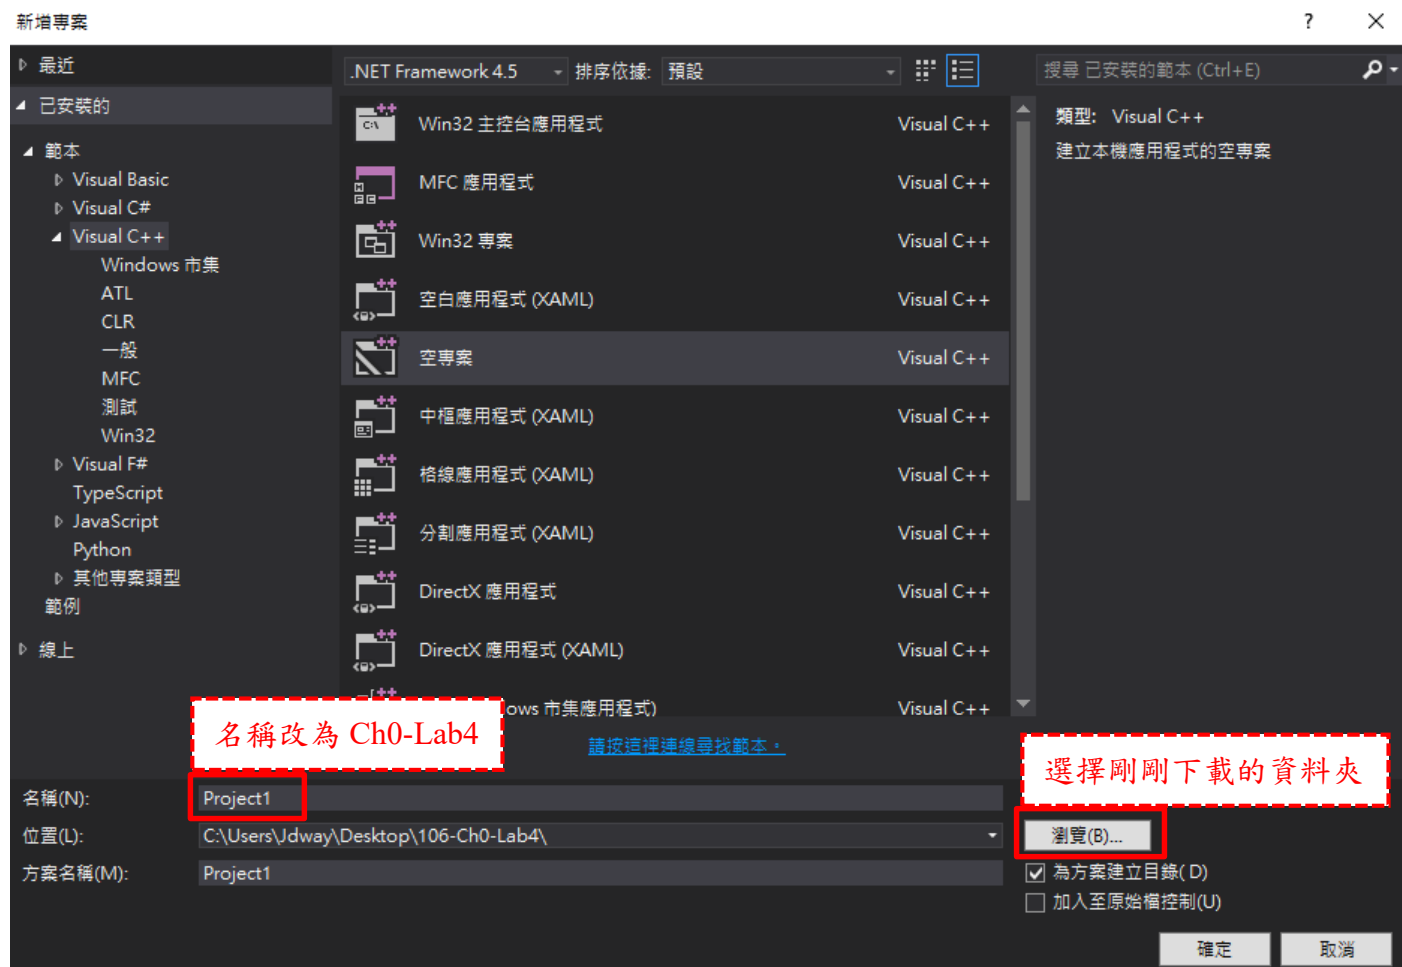 新增專案
最近
已安裝的
範本
Visual Basic
Visual C#
Visual C++
Windows 市集
ATL
CLR
一般
MFC
測試
Win32
Visual F#
TypeScript
JavaScript
Python
其他專案類型
範例
線上
.NET Framework 4.5
排序依據: 預設
Win32 主控台應用程式 Visual C++
MFC 應用程式 Visual C++
Win32 專案 Visual C++
空白應用程式 (XAML) Visual C++
空專案 Visual C++
中樞應用程式 (XAML) Visual C++
格線應用程式 (XAML) Visual C++
分割應用程式 (XAML) Visual C++
DirectX 應用程式 Visual C++
DirectX 應用程式 (XAML) Visual C++
ows 市集應用程式) Visual C++
請按這裡連線尋找範本。
搜尋 已安裝的範本 (Ctrl+E)
類型: Visual C++
建立本機應用程式的空專案
名稱改為 Ch0-Lab4
選擇剛剛下載的資料夾
名稱(N): Project1
位置(L): C:\Users\Jdway\Desktop\106-Ch0-Lab4\
瀏覽(B)...
方案名稱(M): Project1
為方案建立目錄( D)
加入至原始檔控制(U)
確定 取消